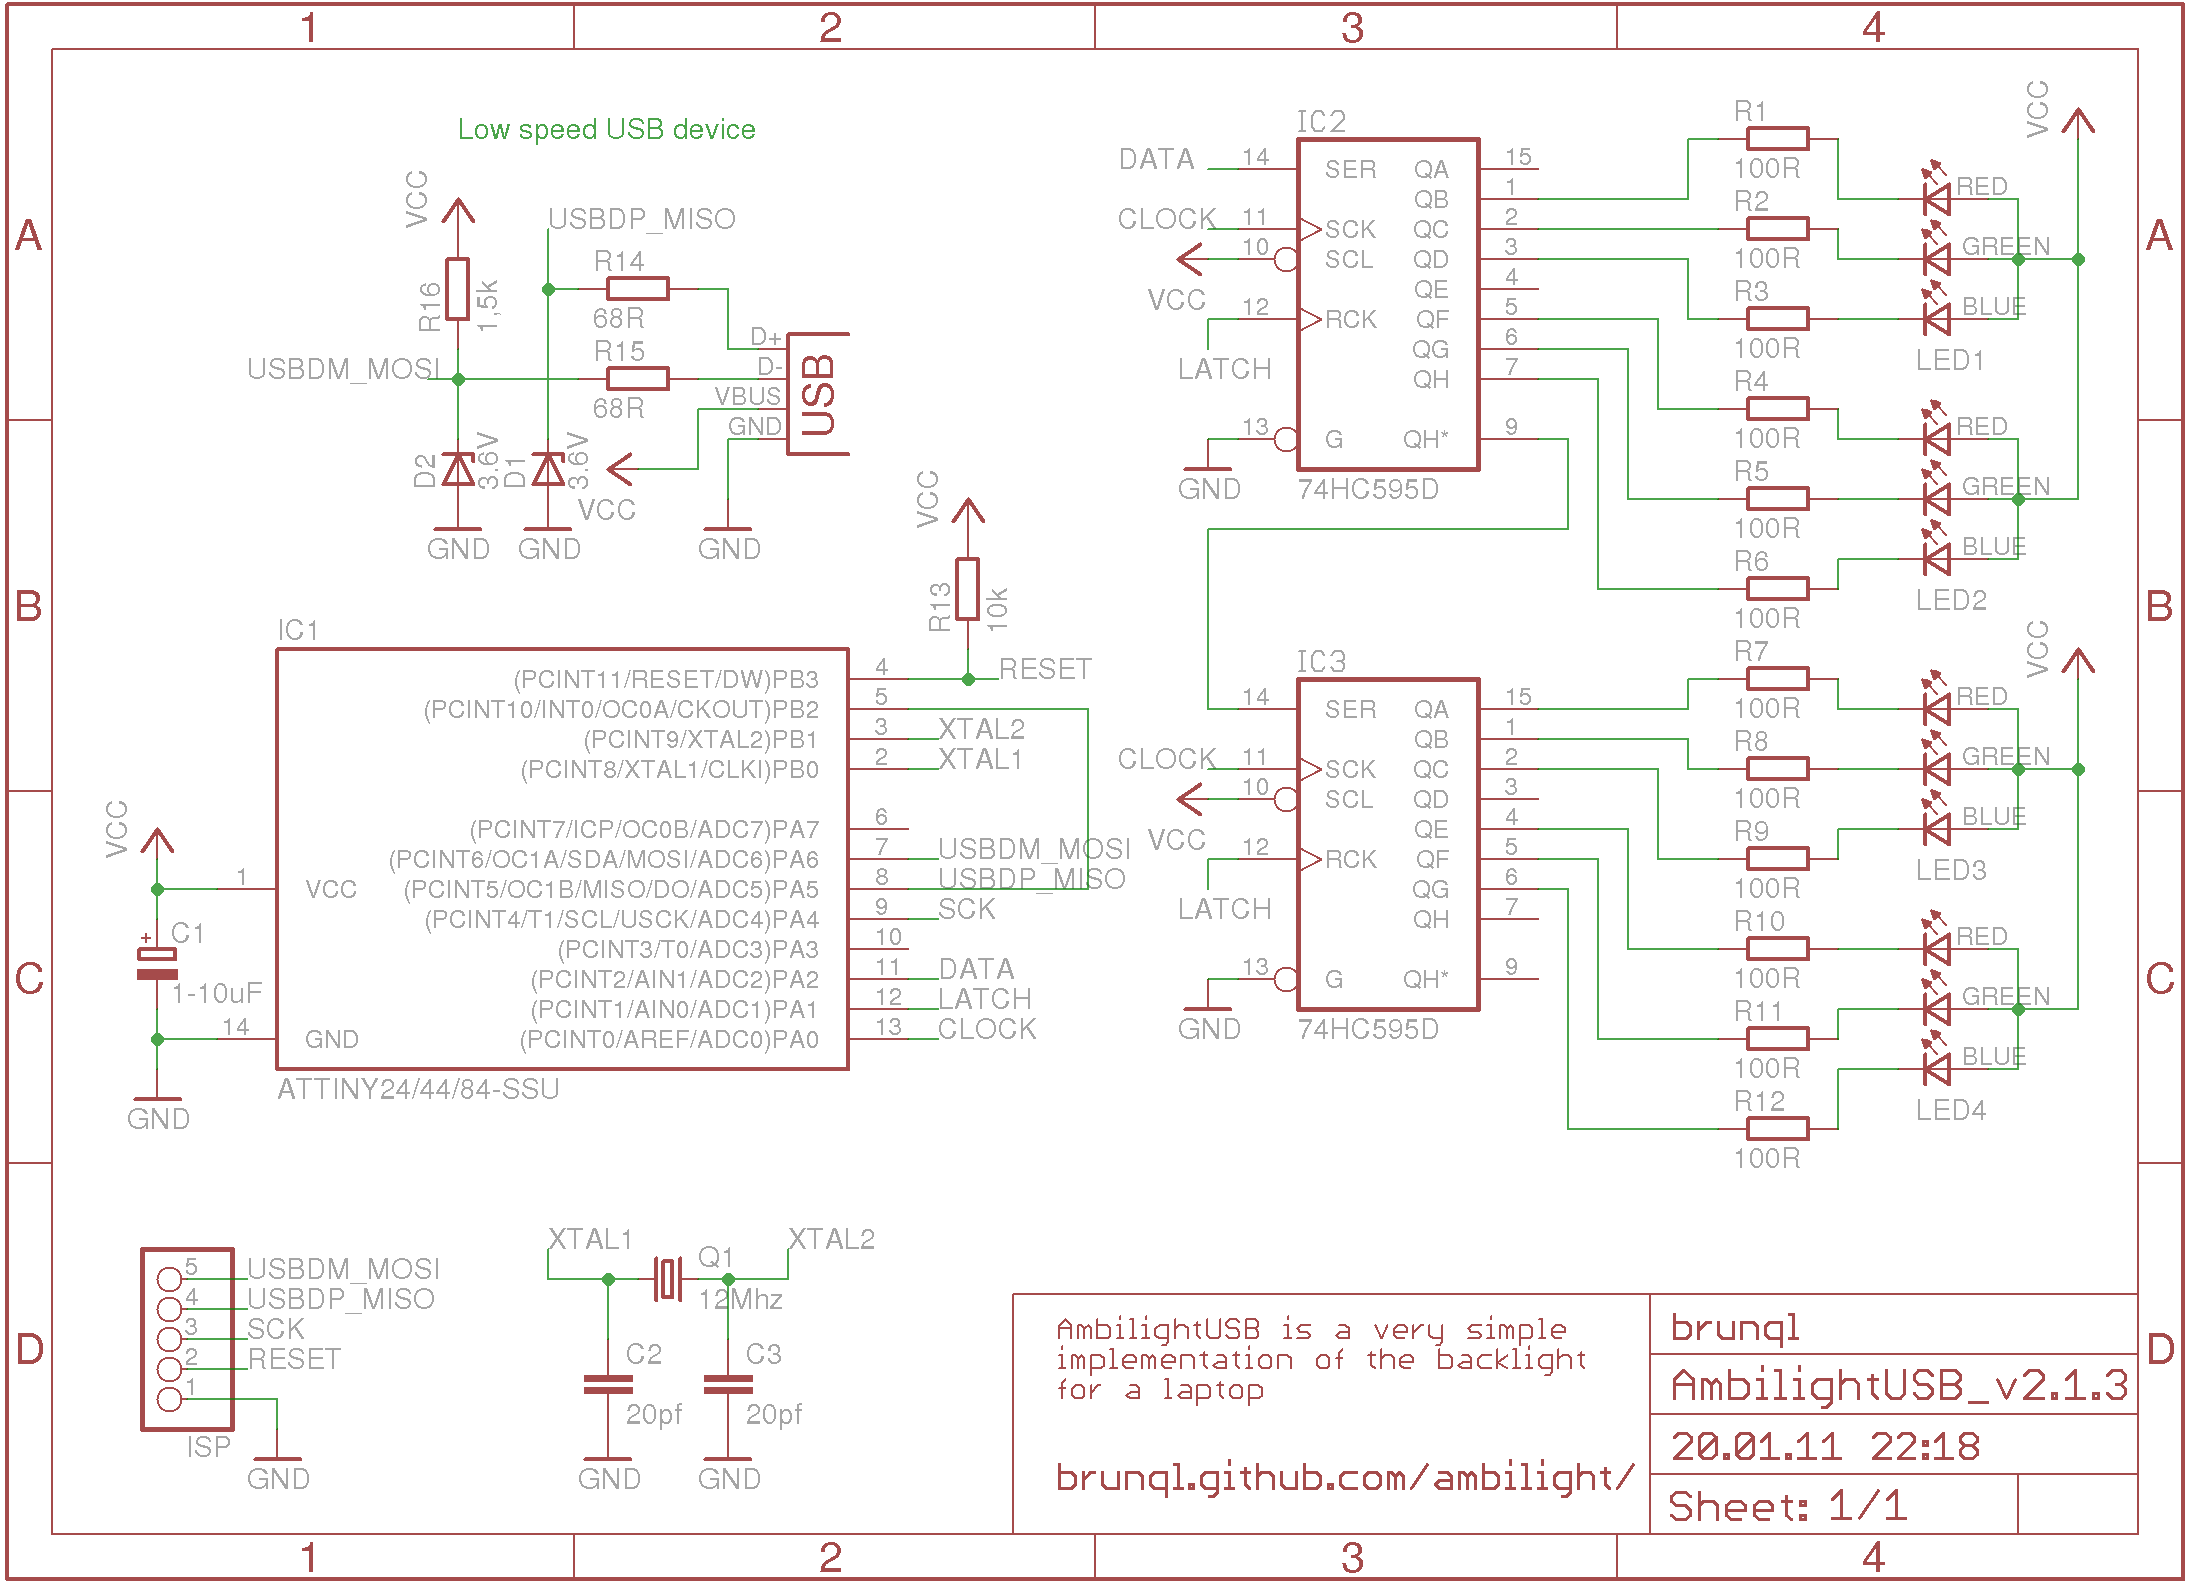 1 2 3 4
A A
B B
C C
D D
1 2 3 4
Low speed USB device
VCC
R16
1,5k
USBDP_MISO
R14
68R
R15
68R
USBDM_MOSI
D+
D-
VBUS
GND
USB
D2
3.6V
D1
3.6V
VCC
GND
GND
GND
VCC
R13
10k
RESET
IC1
(PCINT11/RESET/DW)PB3 4
(PCINT10/INT0/OC0A/CKOUT)PB2 5
(PCINT9/XTAL2)PB1 3 XTAL2
(PCINT8/XTAL1/CLKI)PB0 2 XTAL1
(PCINT7/ICP/OC0B/ADC7)PA7 6
(PCINT6/OC1A/SDA/MOSI/ADC6)PA6 7 USBDM_MOSI
(PCINT5/OC1B/MISO/DO/ADC5)PA5 8 USBDP_MISO
(PCINT4/T1/SCL/USCK/ADC4)PA4 9 SCK
(PCINT3/T0/ADC3)PA3 10
(PCINT2/AIN1/ADC2)PA2 11 DATA
(PCINT1/AIN0/ADC1)PA1 12 LATCH
(PCINT0/AREF/ADC0)PA0 13 CLOCK
1 VCC
14 GND
ATTINY24/44/84-SSU
VCC
+ C1
1-10uF
GND
IC2
DATA 14 SER QA 15
QB 1
CLOCK 11 SCK QC 2
10 SCL QD 3
VCC
QE 4
12 RCK QF 5
LATCH
QG 6
QH 7
13 G QH* 9
GND
74HC595D
IC3
14 SER QA 15
QB 1
CLOCK 11 SCK QC 2
10 SCL QD 3
VCC
QE 4
12 RCK QF 5
LATCH
QG 6
QH 7
13 G QH* 9
GND
74HC595D
R1
100R
R2
100R
R3
100R
R4
100R
R5
100R
R6
100R
R7
100R
R8
100R
R9
100R
R10
100R
R11
100R
R12
100R
VCC
RED
GREEN
BLUE
LED1
RED
GREEN
BLUE
LED2
VCC
RED
GREEN
BLUE
LED3
RED
GREEN
BLUE
LED4
5 USBDM_MOSI
4 USBDP_MISO
3 SCK
2 RESET
1
ISP
GND
XTAL1
Q1
12Mhz
XTAL2
C2
20pf
C3
20pf
GND
GND
AmbilightUSB is a very simple
implementation of the backlight
for a laptop
brunql.github.com/ambilight/
brunql
AmbilightUSB_v2.1.3
20.01.11 22:18
Sheet: 1/1